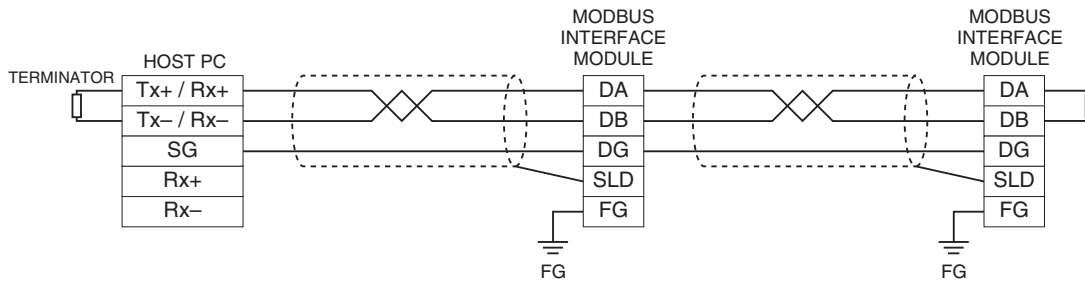 MODBUS
INTERFACE
MODULE
MODBUS
INTERFACE
MODULE
HOST PC
TERMINATOR
Tx+ / Rx+
Tx– / Rx–
SG
Rx+
Rx–
DA
DB
DG
SLD
FG
FG
DA
DB
DG
SLD
FG
FG